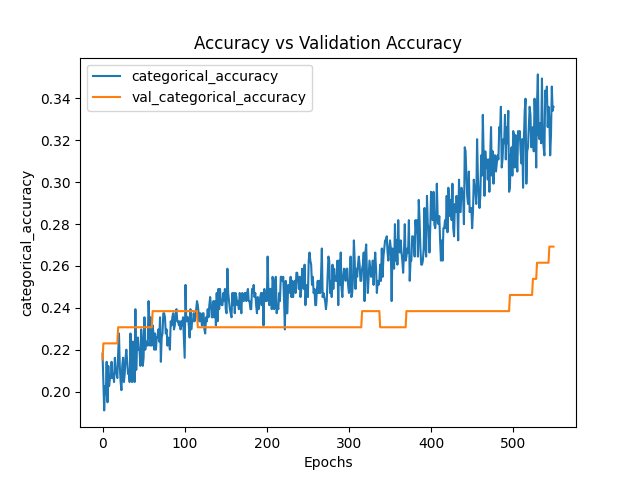 Accuracy vs Validation Accuracy
categorical_accuracy
val_categorical_accuracy
categorical_accuracy
0.34
0.32
0.30
0.28
0.26
0.24
0.22
0.20
0 100 200 300 400 500
Epochs